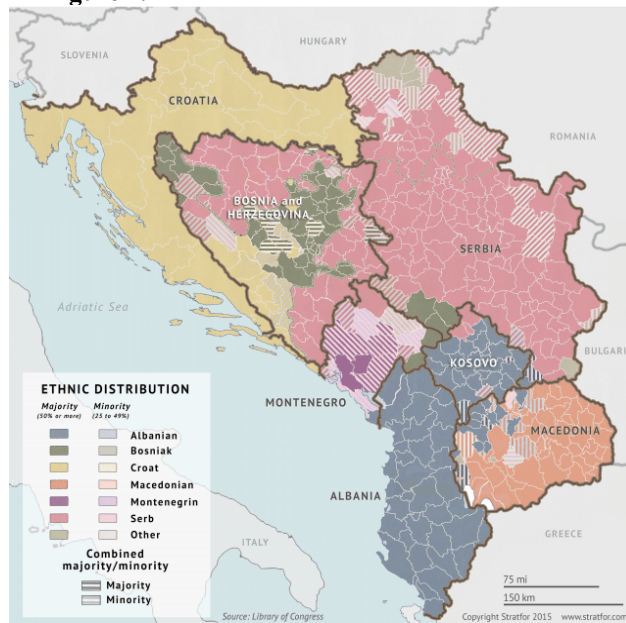 HUNGARY
SLOVENIA
CROATIA
ROMANIA
BOSNIA and
HERZEGOVINA
SERBIA
Adriatic Sea
BULGARI
KOSOVO
MONTENEGRO
MACEDONIA
ALBANIA
ITALY
GREECE
ETHNIC DISTRIBUTION
Majority Minority
(50% or more) (25 to 49%)
Albanian
Bosniak
Croat
Macedonian
Montenegrin
Serb
Other
Combined
majority/minority
Majority
Minority
75 mi
150 km
Source: Library of Congress
Copyright Stratfor 2015 www.stratfor.com